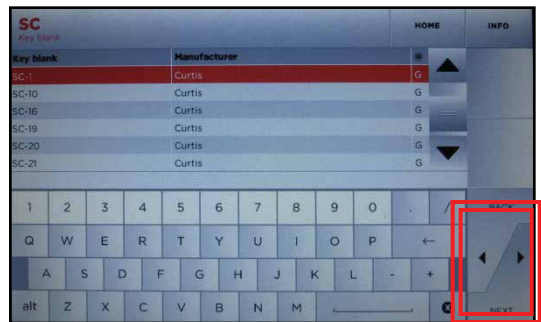 SC
Key blank
HOME
INFO
Key blank Manufacturer
SC-1 Curtis G
SC-10 Curtis G
SC-16 Curtis G
SC-19 Curtis G
SC-20 Curtis G
SC-21 Curtis G
1 2 3 4 5 6 7 8 9 0 . /
BACK
Q W E R T Y U I O P ←
A S D F G H J K L - +
alt Z X C V B N M
NEXT